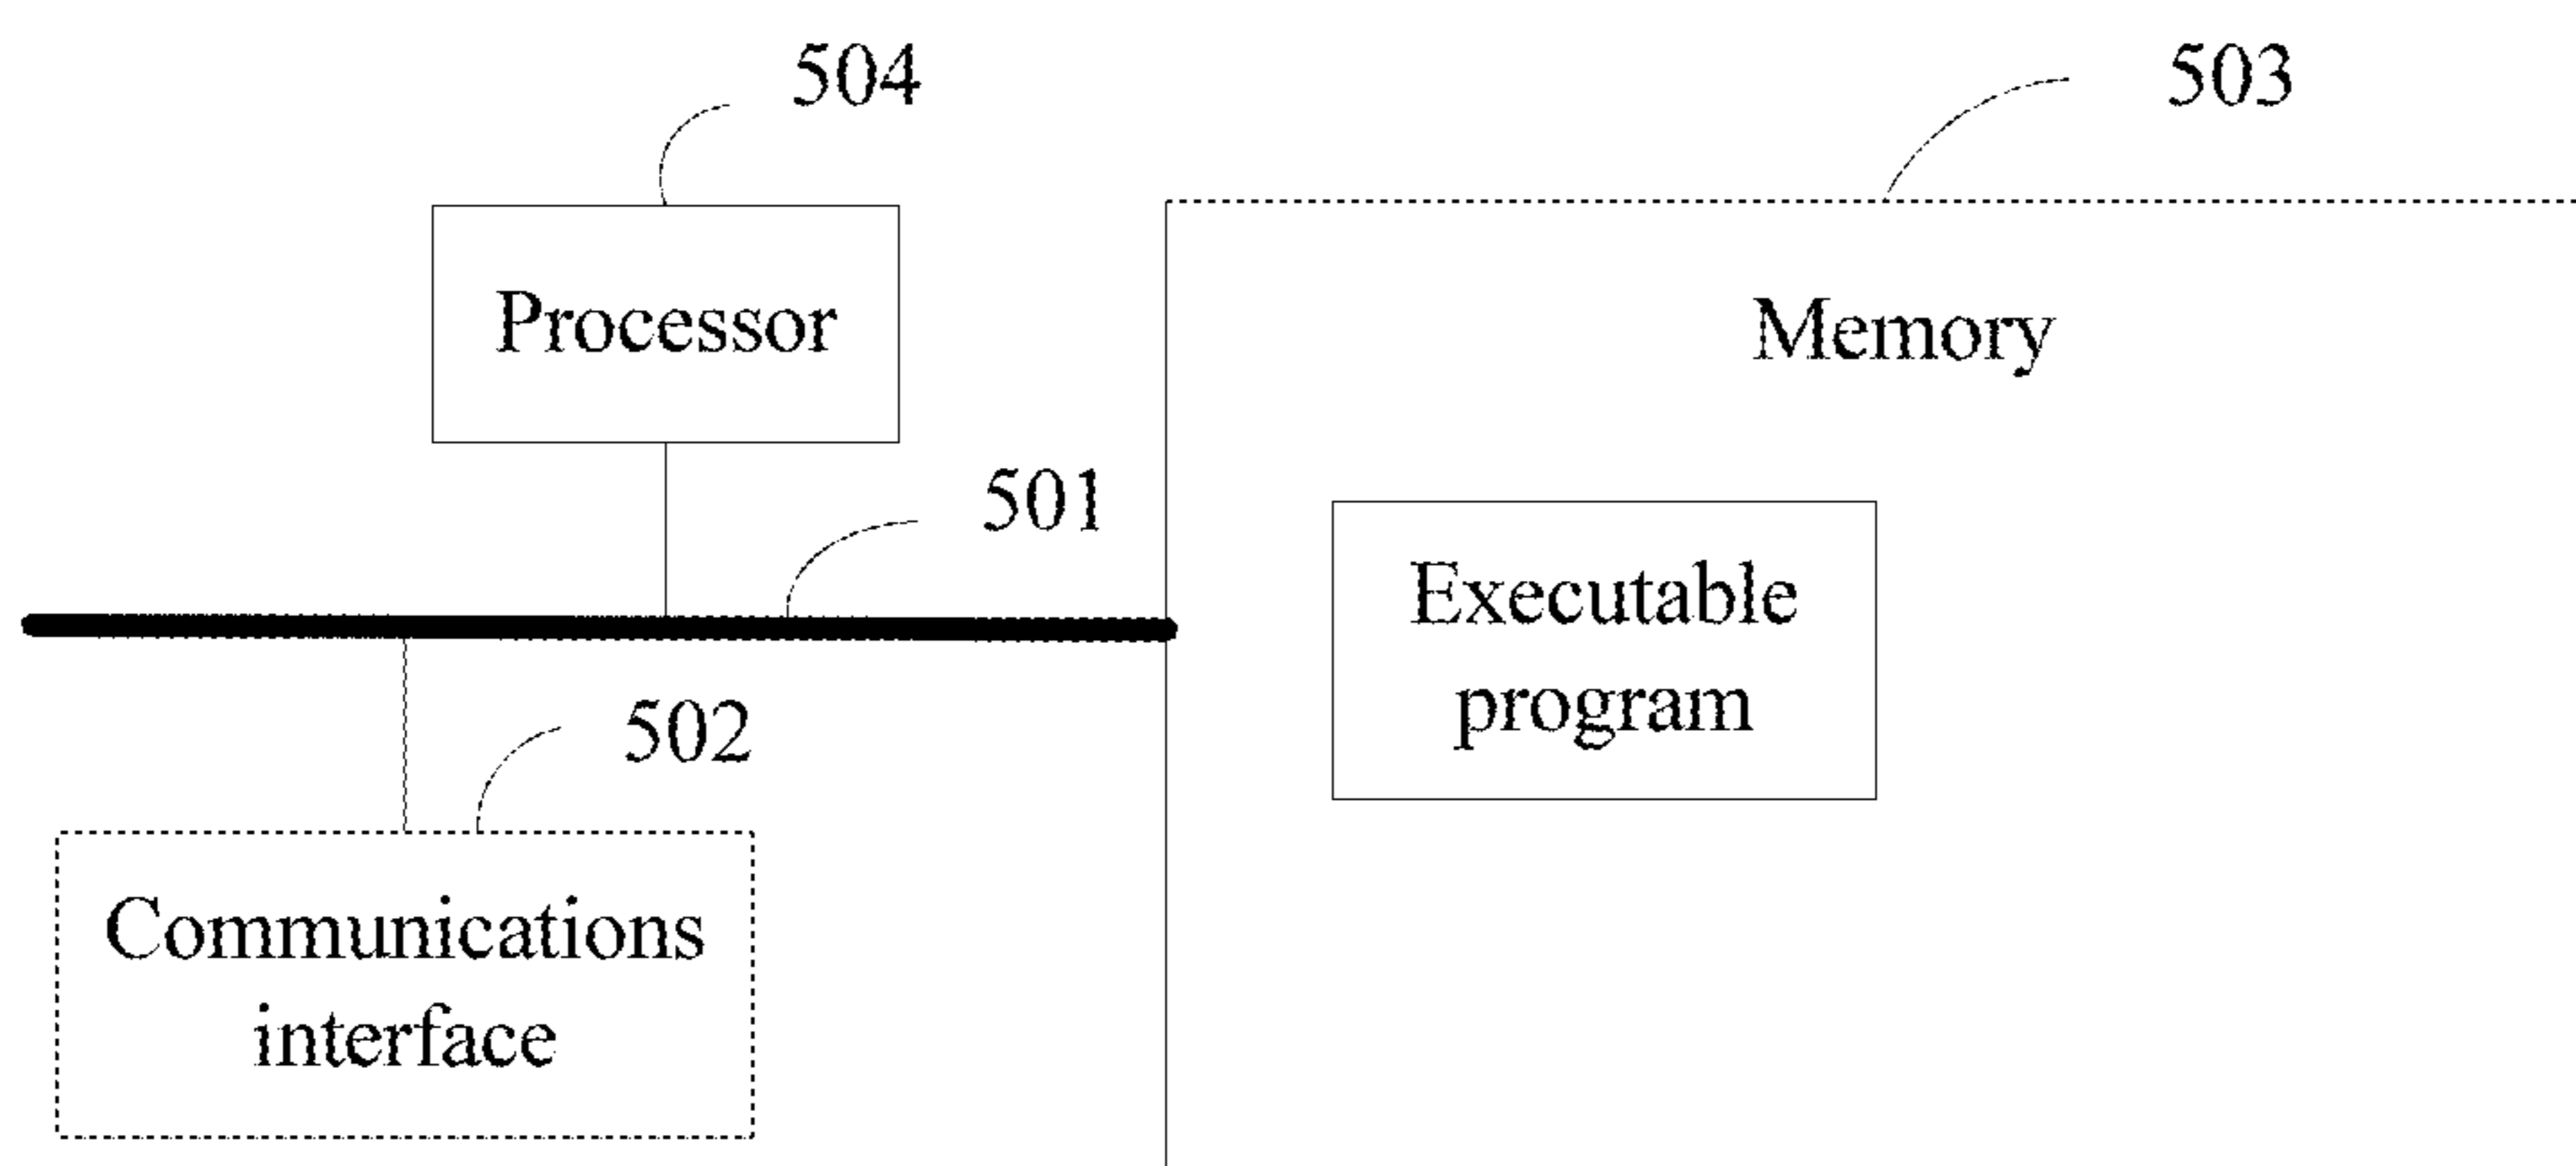 504
503
Processor
Memory
501
Executable
program
502
Communications
interface